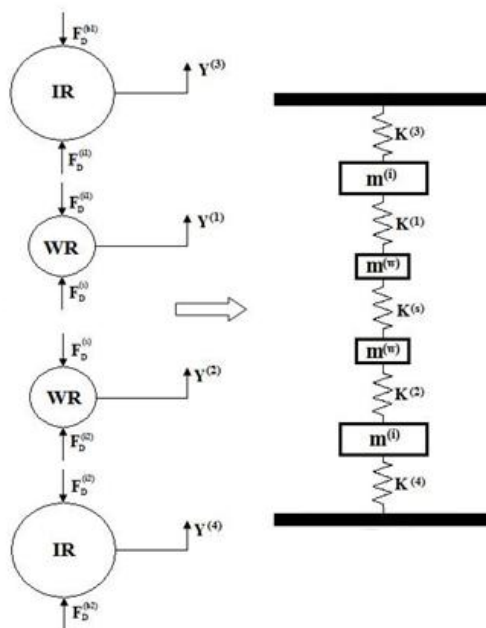 F_D^(b1)
IR
Y^(3)
F_D^(i1)
F_D^(i1)
WR
Y^(1)
F_D^(s)
F_D^(s)
WR
Y^(2)
F_D^(i2)
F_D^(i2)
IR
Y^(4)
F_D^(b2)
K^(3)
m^(i)
K^(1)
m^(w)
K^(s)
m^(w)
K^(2)
m^(i)
K^(4)